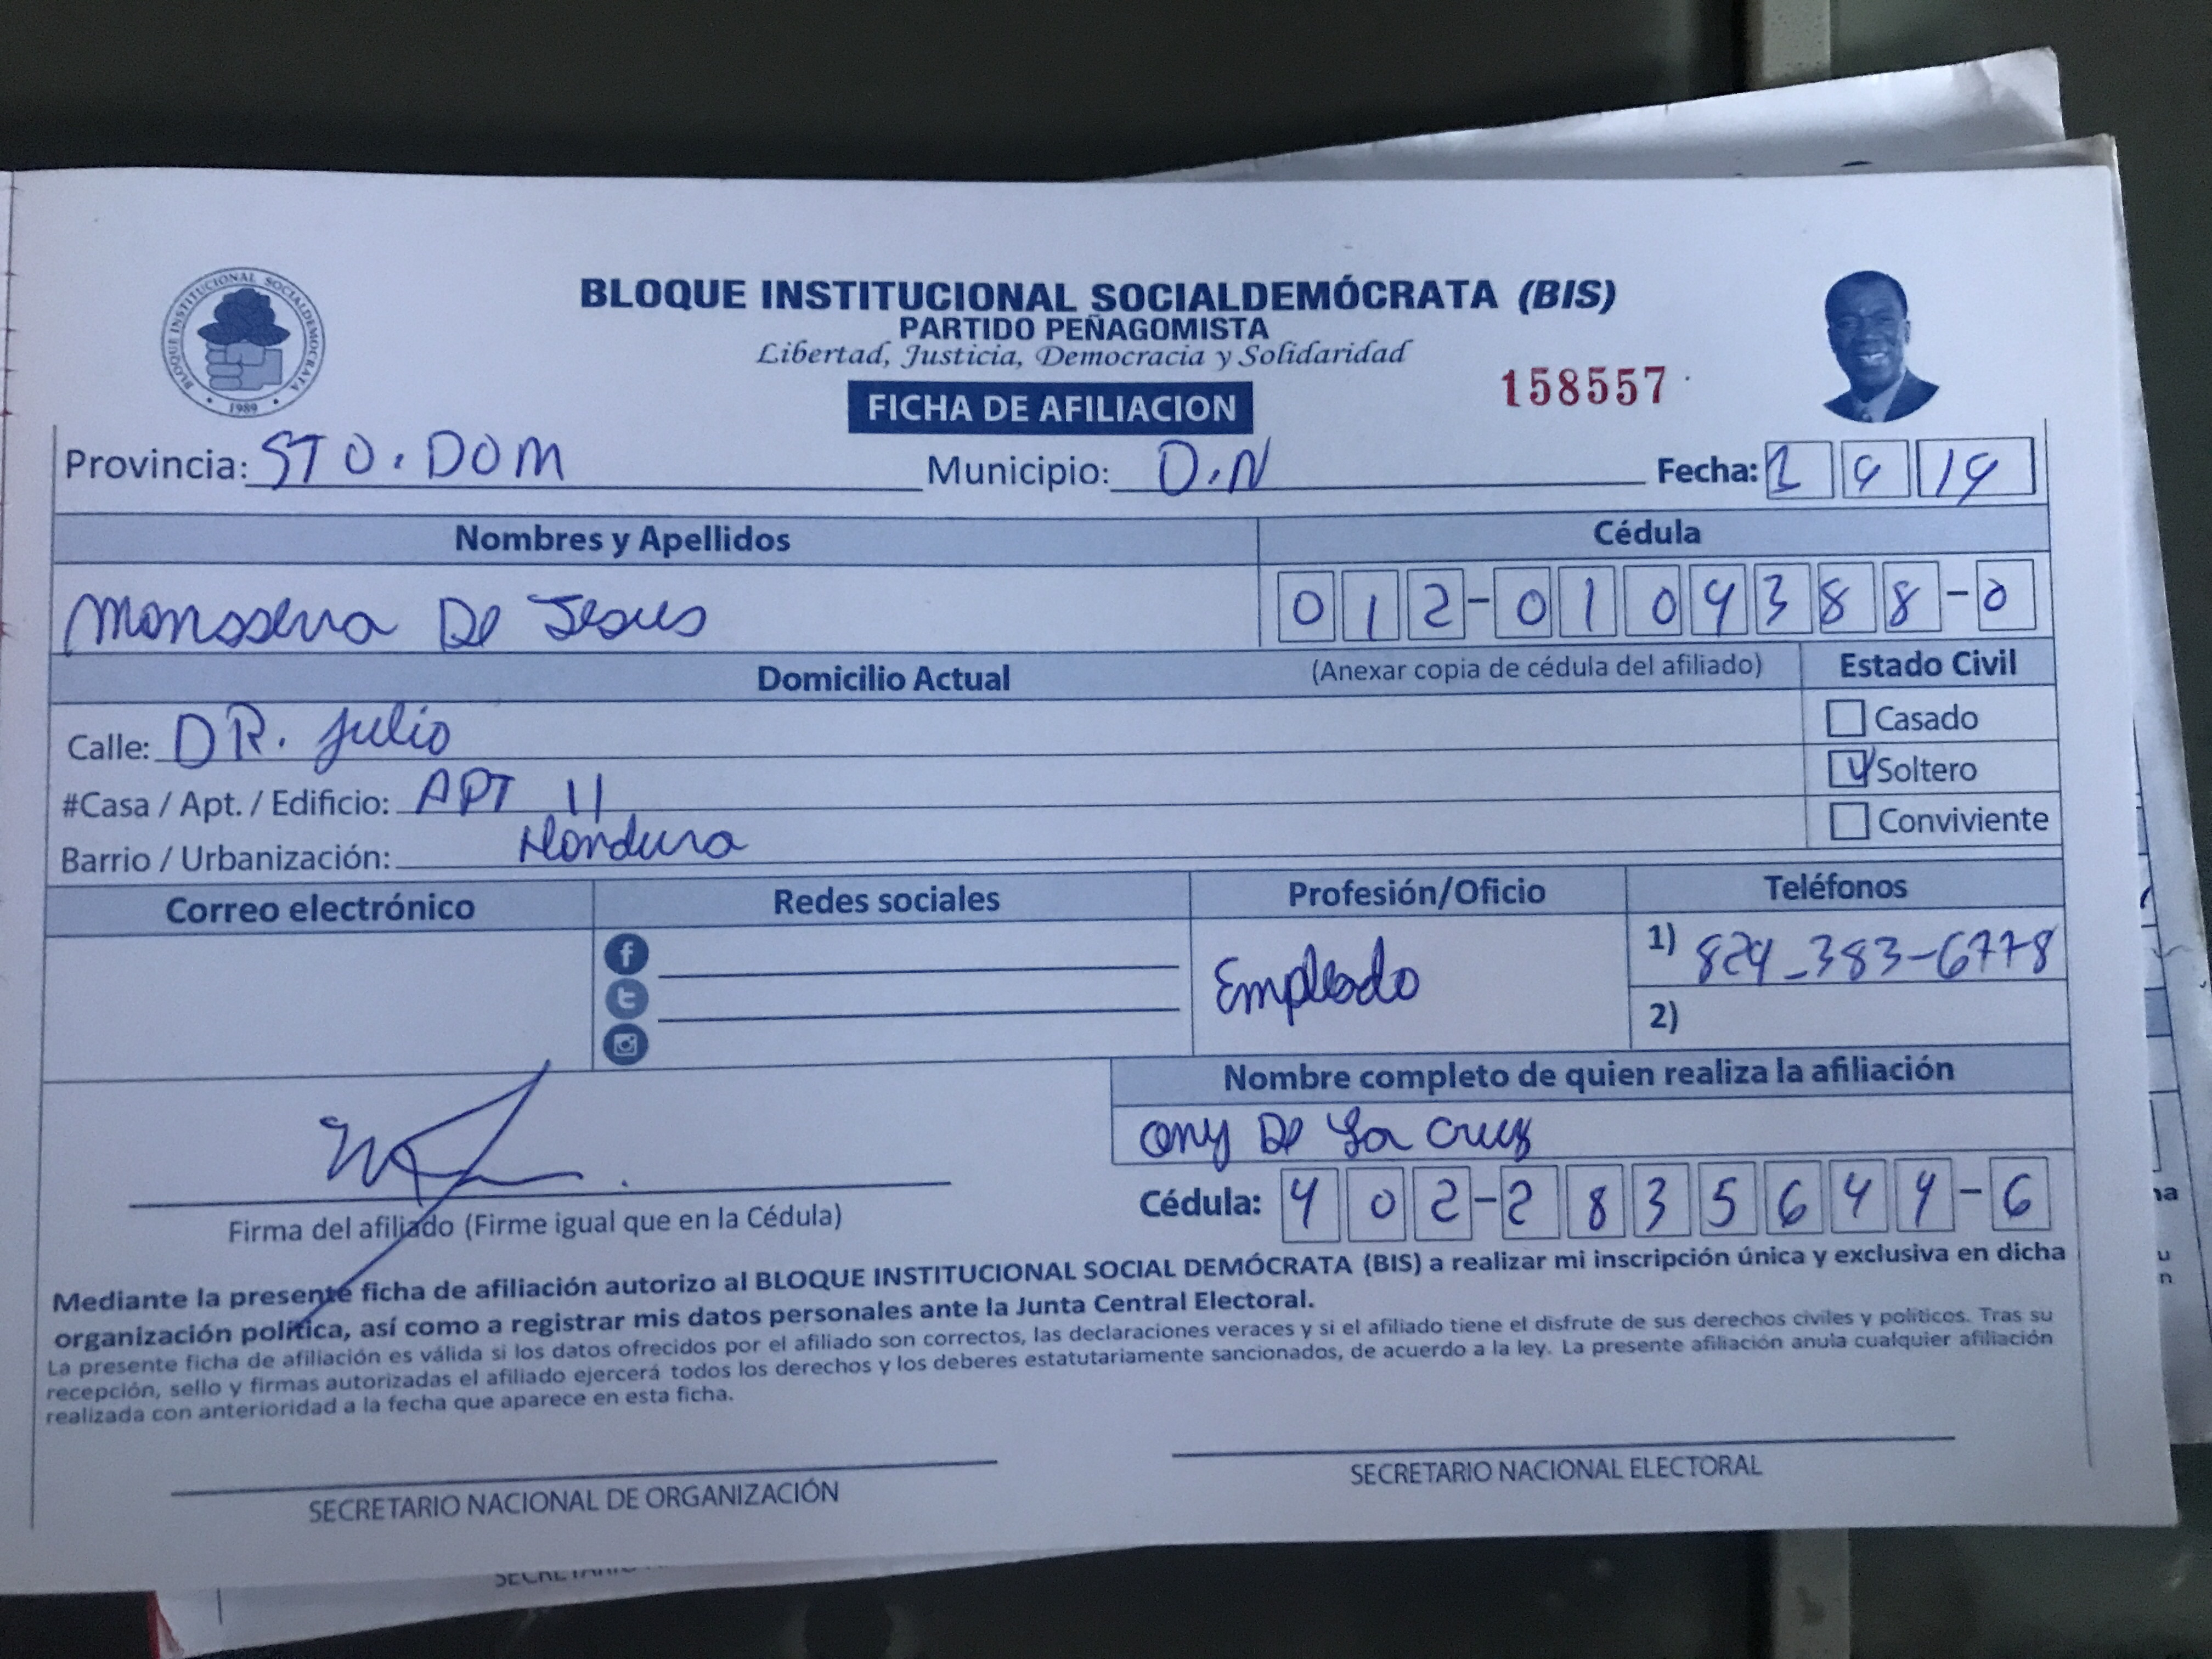 BLOQUE INSTITUCIONAL SOCIALDEMOCRATA
1989
BLOQUE INSTITUCIONAL SOCIALDEMÓCRATA (BIS)
PARTIDO PEÑAGOMISTA
Libertad, Justicia, Democracia y Solidaridad
FICHA DE AFILIACION
158557
Provincia: STO. DOM Municipio: D.N Fecha: 1 9 19
Nombres y Apellidos Cédula
De Jesus 012-0109388-0
Domicilio Actual (Anexar copia de cédula del afiliado) Estado Civil
Calle: DR. Julio
Casado
Soltero
#Casa / Apt. / Edificio: APT 11
Conviviente
Barrio / Urbanización: Hondura
Correo electrónico Redes sociales Profesión/Oficio Teléfonos
Empleado
1) 829-383-6778
2)
Nombre completo de quien realiza la afiliación
Ony De La Cruz
Firma del afiliado (Firme igual que en la Cédula)
Cédula: 402-2835649-6
Mediante la presente ficha de afiliación autorizo al BLOQUE INSTITUCIONAL SOCIAL DEMÓCRATA (BIS) a realizar mi inscripción única y exclusiva en dicha
organización política, así como a registrar mis datos personales ante la Junta Central Electoral.
La presente ficha de afiliación es válida si los datos ofrecidos por el afiliado son correctos, las declaraciones veraces y si el afiliado tiene el disfrute de sus derechos civiles y políticos. Tras su
recepción, sello y firmas autorizadas el afiliado ejercerá todos los derechos y los deberes estatutariamente sancionados, de acuerdo a la ley. La presente afiliación anula cualquier afiliación
realizada con anterioridad a la fecha que aparece en esta ficha.
SECRETARIO NACIONAL DE ORGANIZACIÓN SECRETARIO NACIONAL ELECTORAL